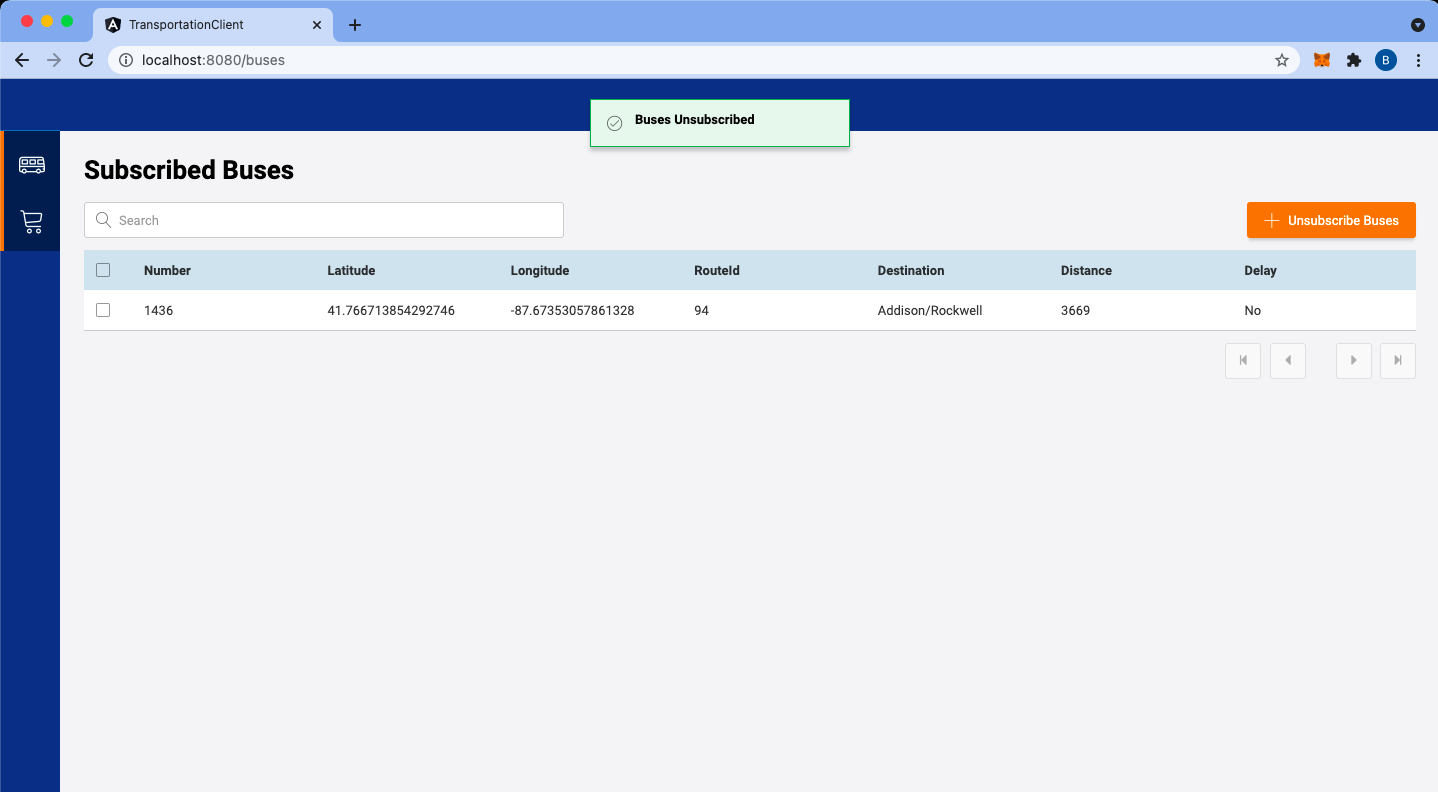 TransportationClient
localhost:8080/buses
B
Buses Unsubscribed
Subscribed Buses
Search
Unsubscribe Buses
Number Latitude Longitude RouteId Destination Distance Delay
1436 41.766713854292746 -87.67353057861328 94 Addison/Rockwell 3669 No